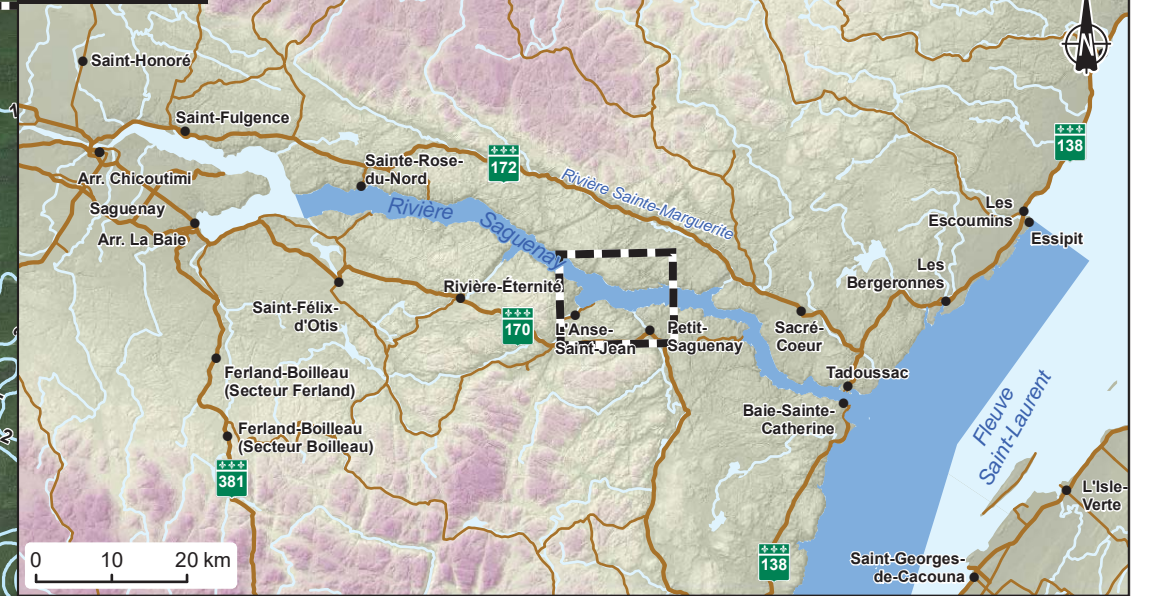 N
Saint-Honoré
1
Saint-Fulgence
138
172
Sainte-Rose-
du-Nord
Arr. Chicoutimi
Rivière Sainte-Marguerite
Saguenay
Rivière Saguenay
Les
Escoumins
Arr. La Baie
Essipit
Les
Bergeronnes
Rivière-Éternité
Saint-Félix-
d'Otis
170
L'Anse-
Saint-Jean
Petit-
Saguenay
Sacré-
Coeur
Ferland-Boilleau
(Secteur Ferland)
Tadoussac
Baie-Sainte-
Catherine
Fleuve
Saint-Laurent
2
Ferland-Boilleau
(Secteur Boilleau)
381
L'Isle-
Verte
138
Saint-Georges-
de-Cacouna
0 10 20 km